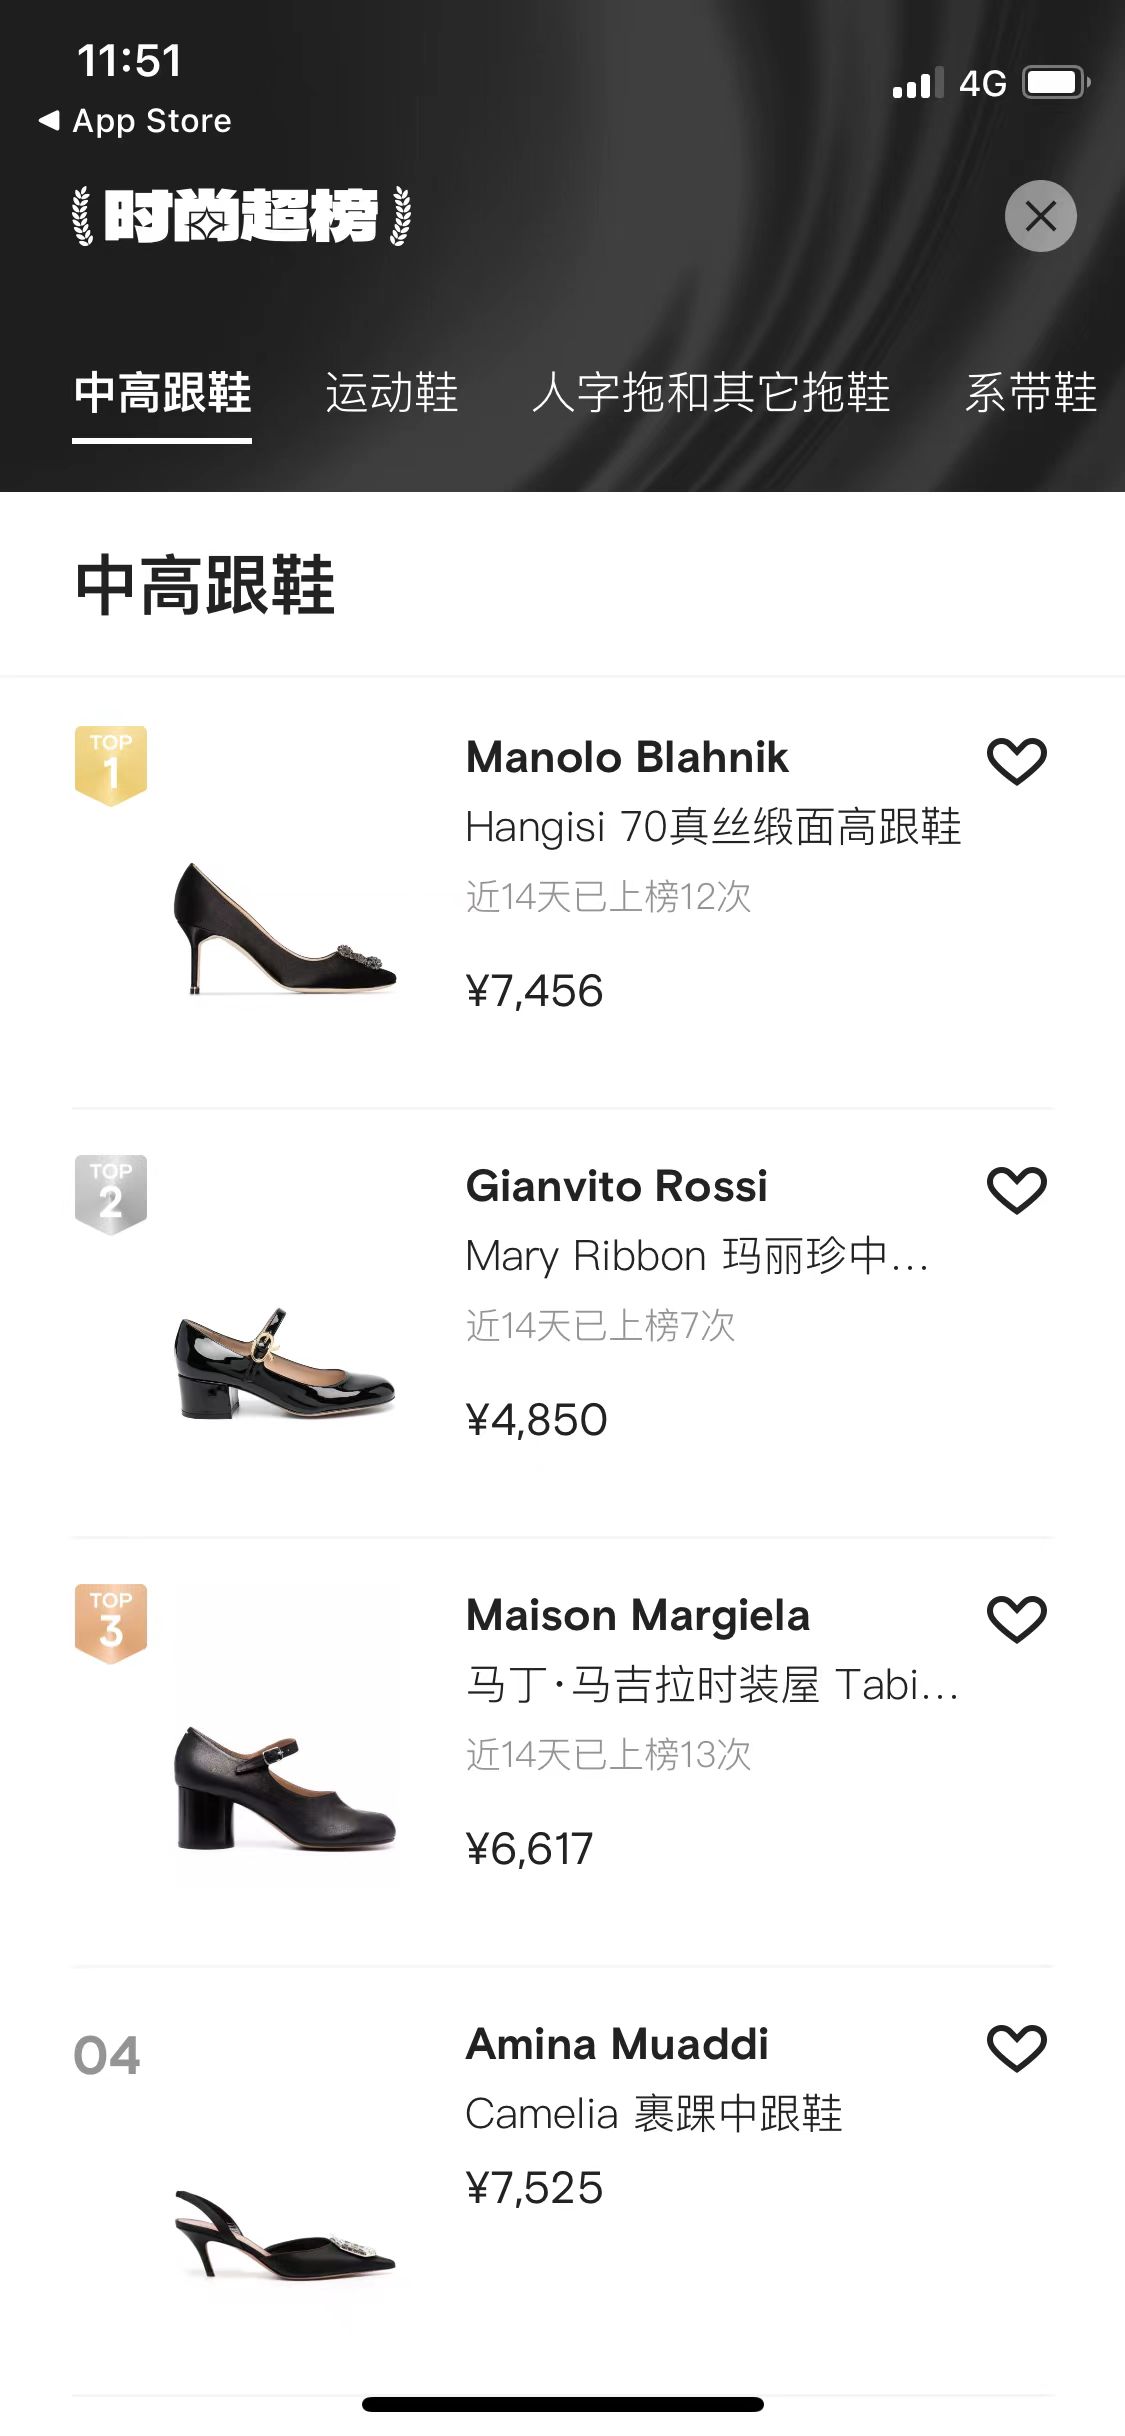 11:51
4G
App Store
时尚超榜
中高跟鞋 运动鞋 人字拖和其它拖鞋 系带鞋
中高跟鞋
TOP
1
Manolo Blahnik
Hangisi 70真丝缎面高跟鞋
近14天已上榜12次
¥7,456
TOP
2
Gianvito Rossi
Mary Ribbon 玛丽珍中...
近14天已上榜7次
¥4,850
TOP
3
Maison Margiela
马丁·马吉拉时装屋 Tabi...
近14天已上榜13次
¥6,617
04
Amina Muaddi
Camelia 裹踝中跟鞋
¥7,525